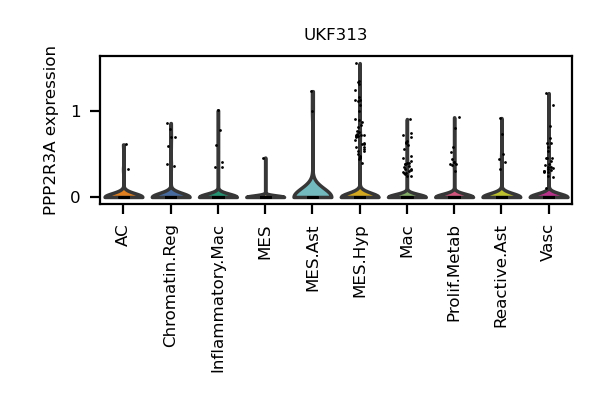 UKF313
PPP2R3A expression
1
0
AC
Chromatin.Reg
Inflammatory.Mac
MES
MES.Ast
MES.Hyp
Mac
Prolif.Metab
Reactive.Ast
Vasc